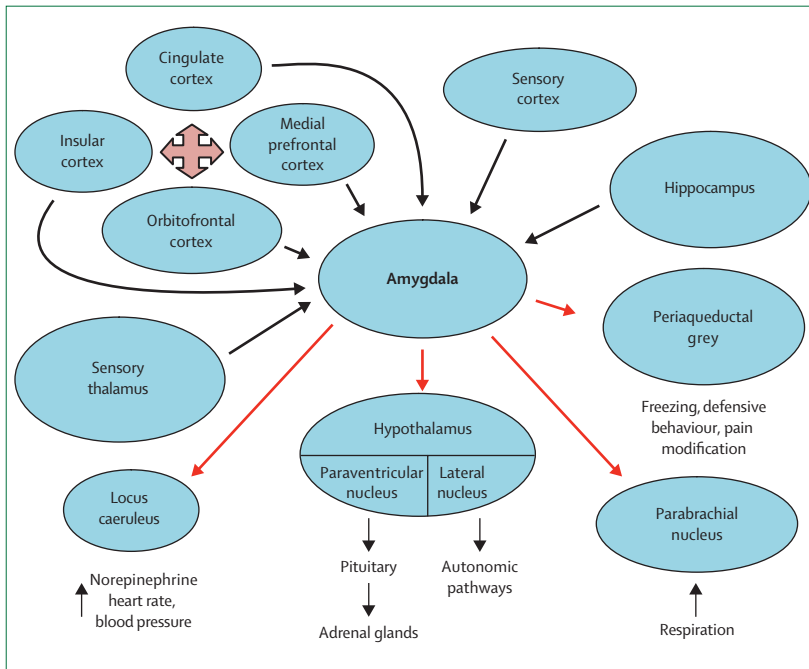 Cingulate
cortex
Sensory
cortex
Insular
cortex
Medial
prefrontal
cortex
Hippocampus
Orbitofrontal
cortex
Amygdala
Periaqueductal
grey
Sensory
thalamus
Freezing, defensive
behaviour, pain
modification
Hypothalamus
Paraventricular
nucleus
Lateral
nucleus
Locus
caeruleus
Parabrachial
nucleus
Pituitary
Autonomic
pathways
Norepinephrine
heart rate,
blood pressure
Adrenal glands
Respiration